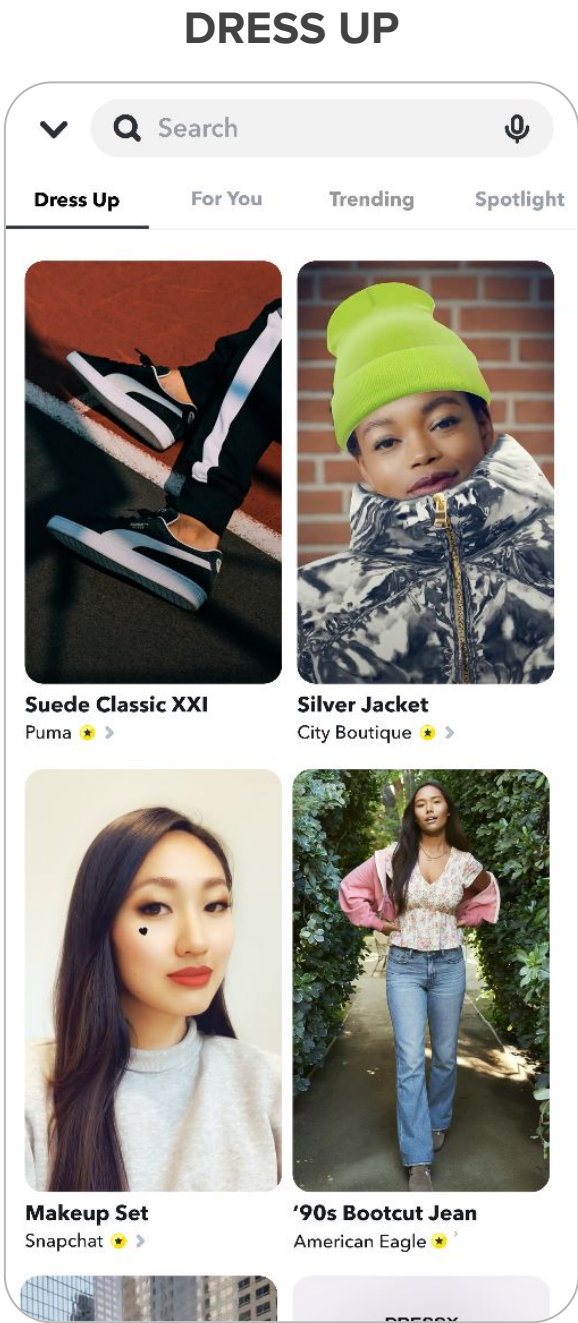 DRESS UP
Search
Dress Up For You Trending Spotlight
Suede Classic XXI
Puma
Silver Jacket
City Boutique
Makeup Set
Snapchat
'90s Bootcut Jean
American Eagle